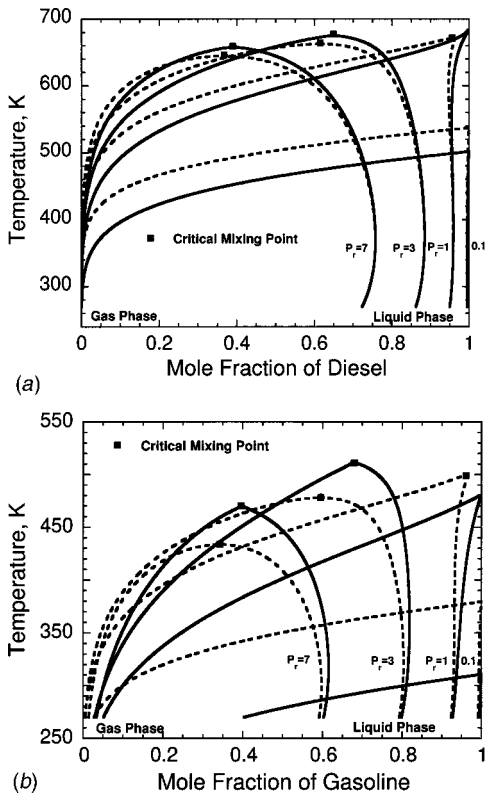 700
600
500
400
300
Temperature, K
Critical Mixing Point
Pr=7
Pr=3
Pr=1
0.1
Gas Phase
Liquid Phase
0
0.2
0.4
0.6
0.8
1
Mole Fraction of Diesel
(a)
550
450
350
250
Temperature, K
Critical Mixing Point
Pr=7
Pr=3
Pr=1
0.1
Gas Phase
Liquid Phase
0
0.2
0.4
0.6
0.8
1
Mole Fraction of Gasoline
(b)